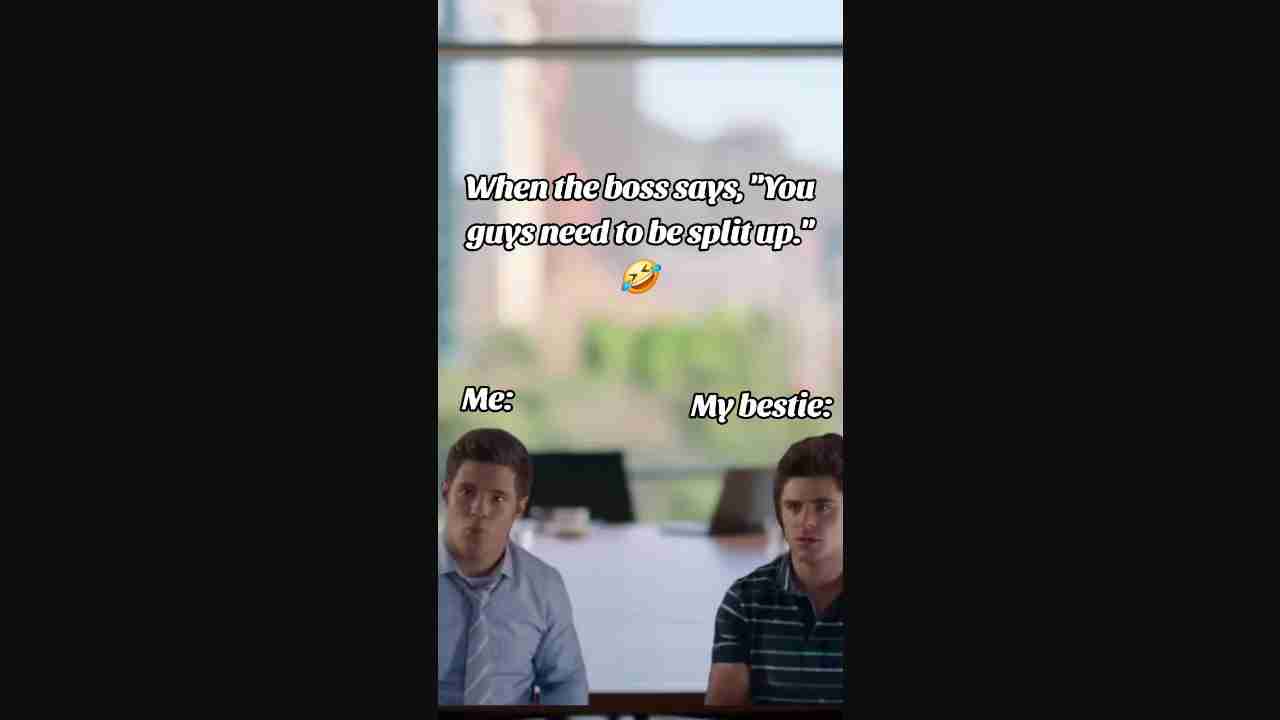 When the boss says, "You
guys need to be split up."
🤣
Me:
My bestie: